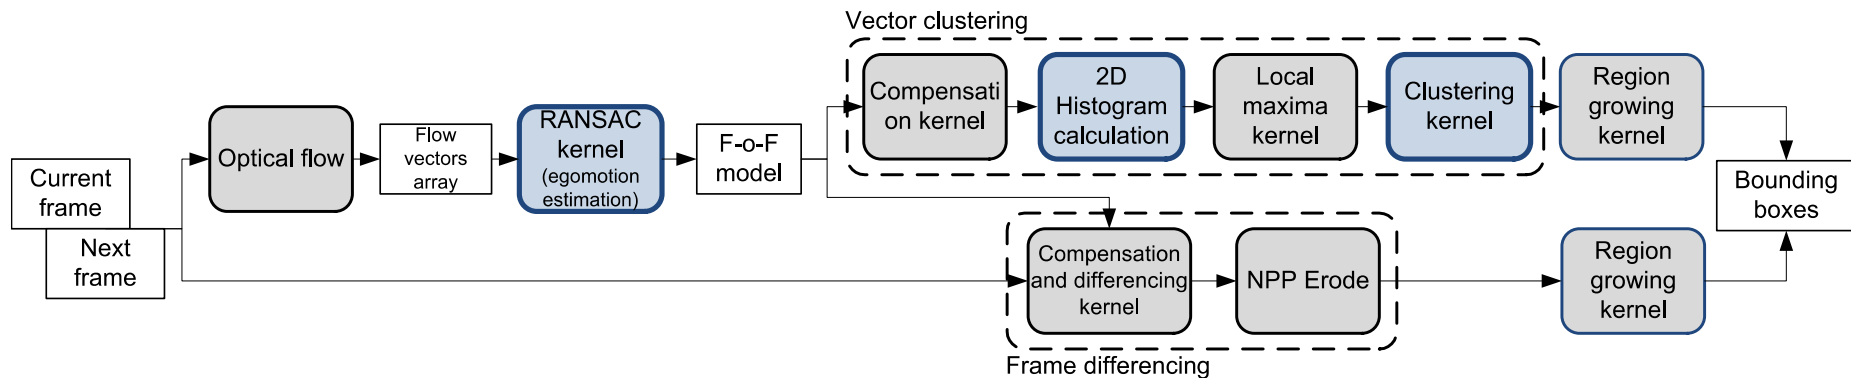 Vector clustering
Current
frame
Next
frame
Optical flow
Flow
vectors
array
RANSAC
kernel
(egomotion
estimation)
F-o-F
model
Compensati
on kernel
2D
Histogram
calculation
Local
maxima
kernel
Clustering
kernel
Region
growing
kernel
Compensation
and differencing
kernel
NPP Erode
Region
growing
kernel
Bounding
boxes
Frame differencing